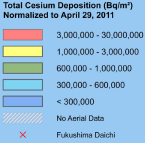 Total Cesium Deposition (Bq/m²)
Normalized to April 29, 2011
3,000,000 - 30,000,000
1,000,000 - 3,000,000
600,000 - 1,000,000
300,000 - 600,000
< 300,000
No Aerial Data
Fukushima Daichi